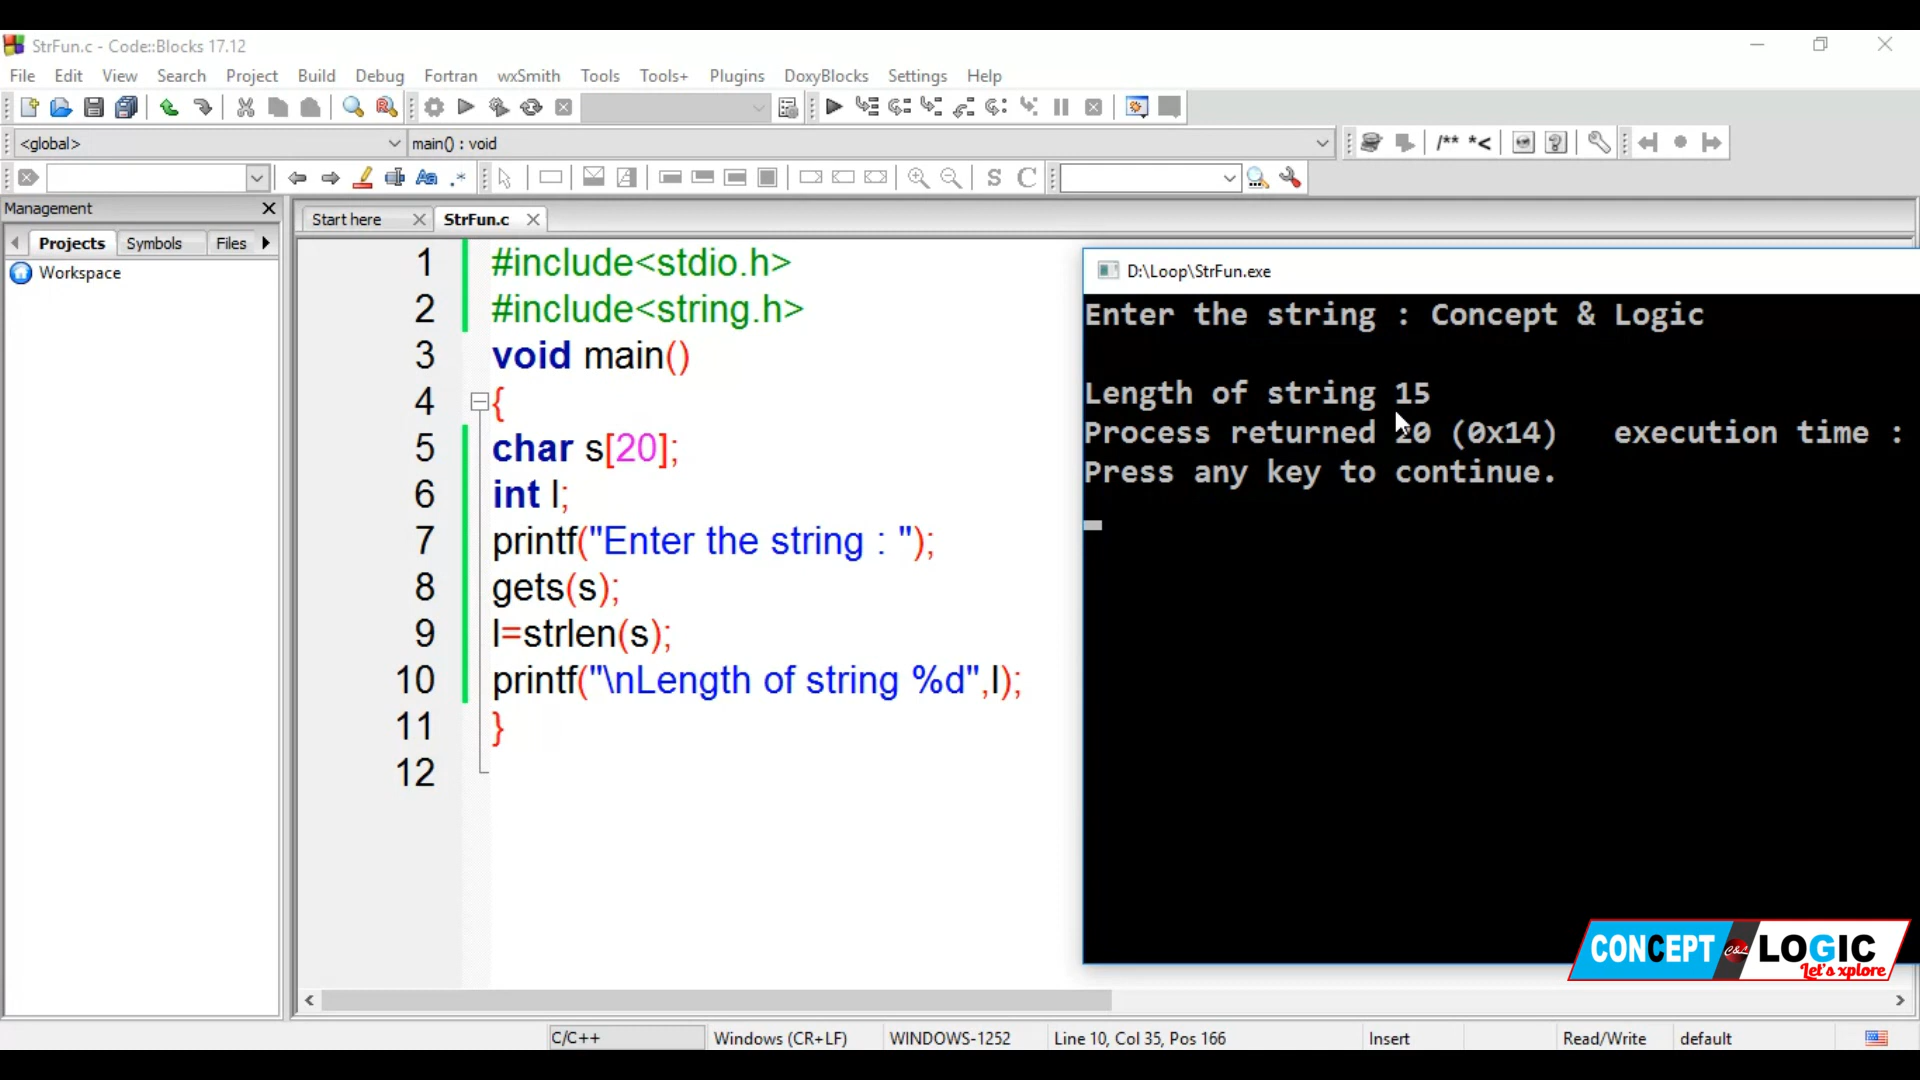 StrFun.c - Code::Blocks 17.12
File Edit View Search Project Build Debug Fortran wxSmith Tools Tools+ Plugins DoxyBlocks Settings Help
<global> main() : void
/** *<
S C
Management
Start here StrFun.c
Projects Symbols Files
Workspace
1 #include<stdio.h>
2 #include<string.h>
3 void main()
4 {
5 char s[20];
6 int l;
7 printf("Enter the string : ");
8 gets(s);
9 l=strlen(s);
10 printf("\nLength of string %d",l);
11 }
12
D:\Loop\StrFun.exe
Enter the string : Concept & Logic
Length of string 15
Process returned 20 (0x14) execution time :
Press any key to continue.
CONCEPT C&L LOGIC
Let's xplore
C/C++ Windows (CR+LF) WINDOWS-1252 Line 10, Col 35, Pos 166 Insert Read/Write default